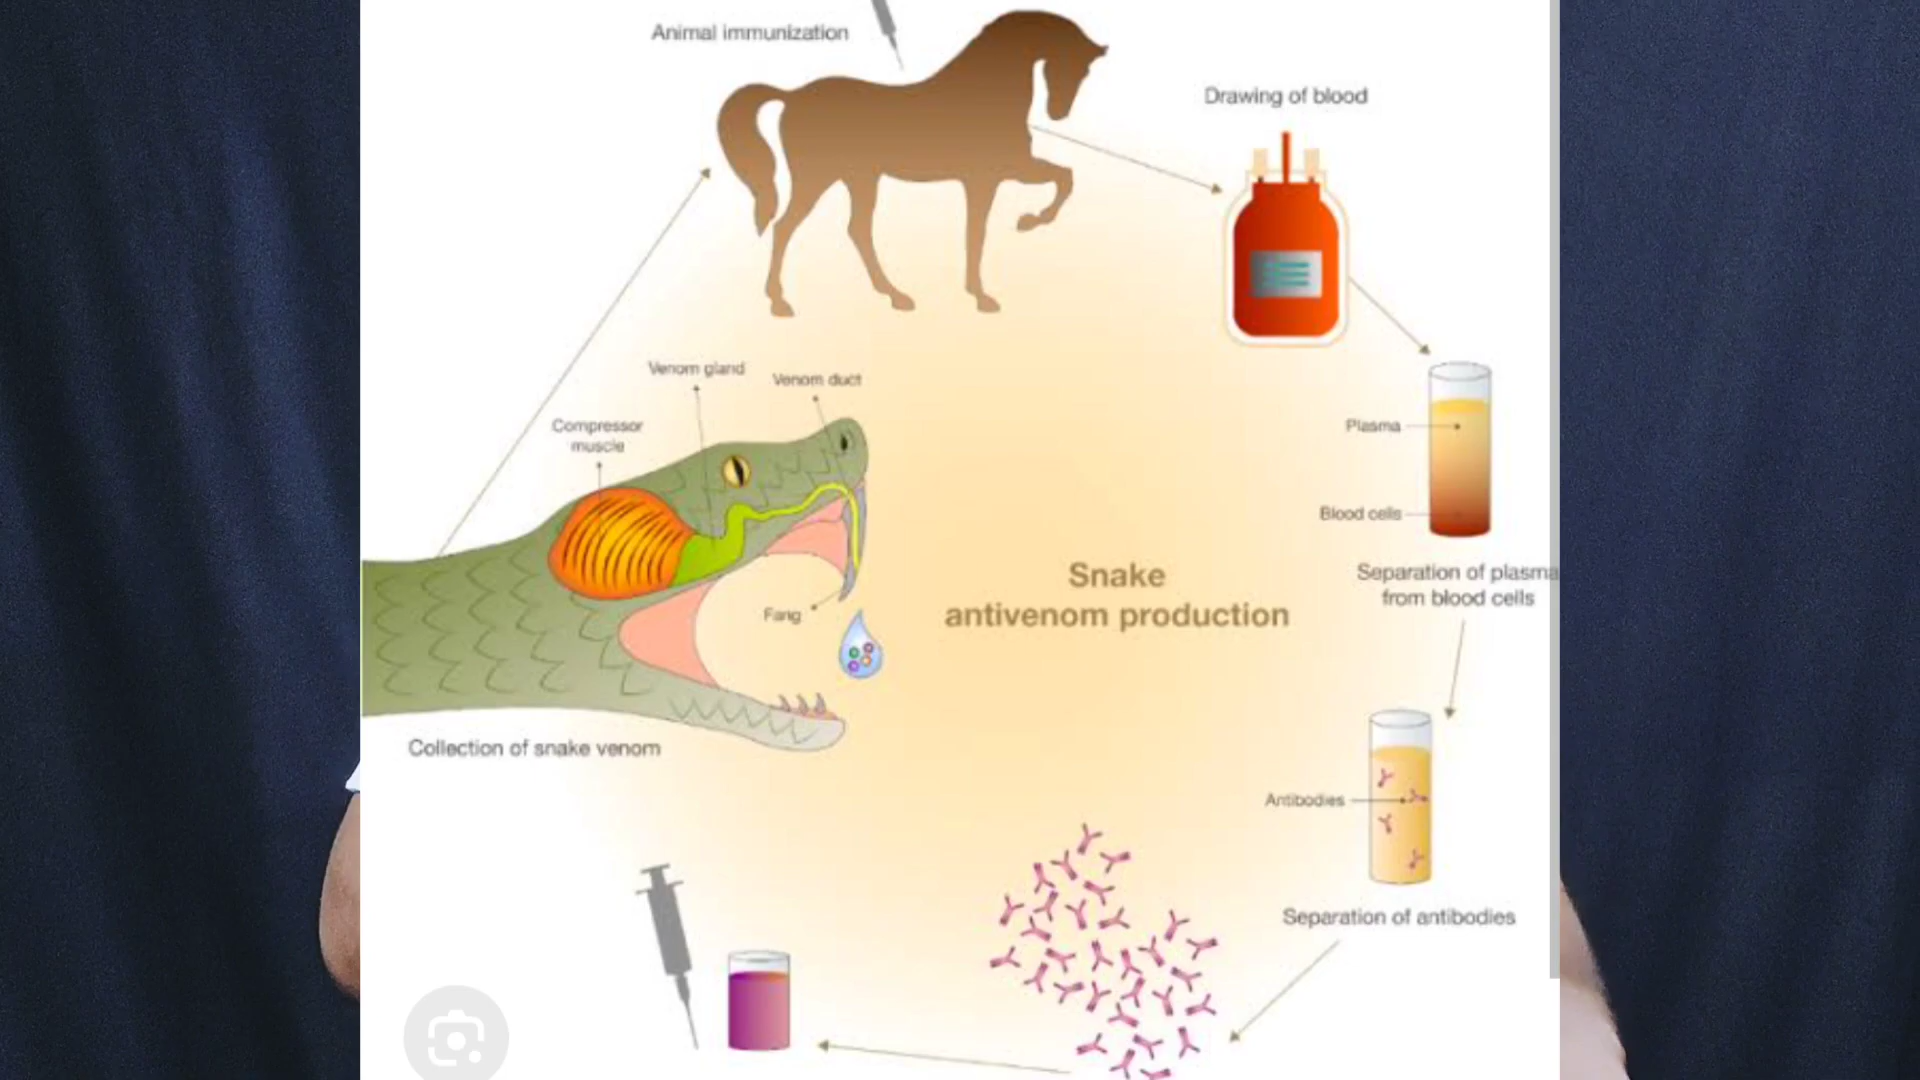 Animal immunization
Drawing of blood
Venom gland
Venom duct
Compressor
muscle
Plasma
Blood cells
Snake
antivenom production
Separation of plasma
from blood cells
Fang
Collection of snake venom
Antibodies
Separation of antibodies